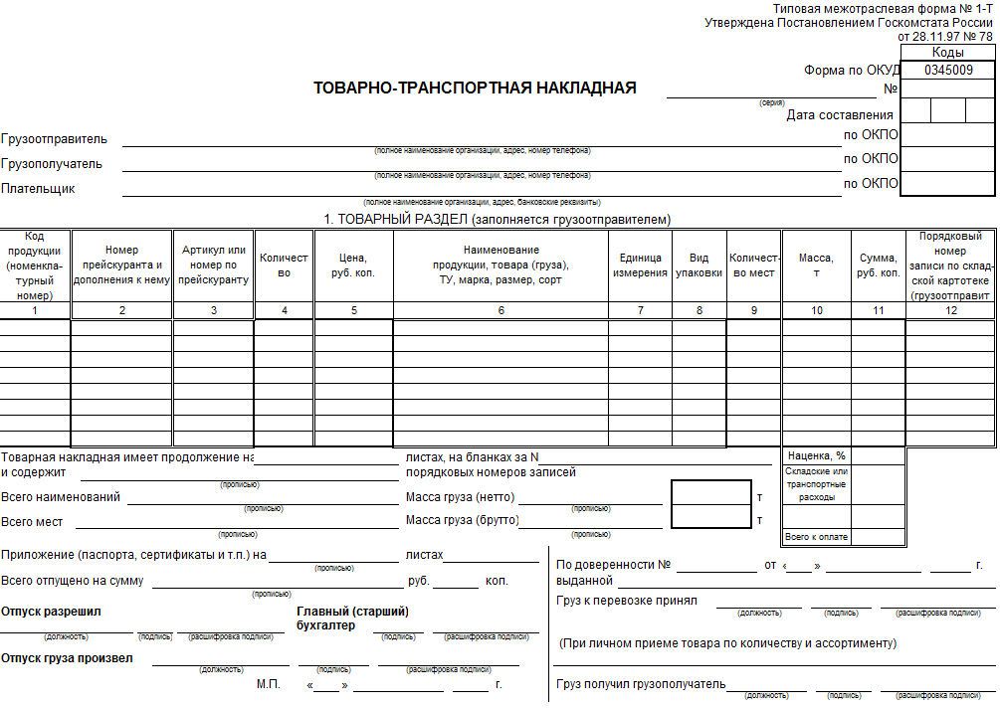 Типовая межотраслевая форма № 1-Т
Утверждена Постановлением Госкомстата России
от 28.11.97 № 78
Коды
Форма по ОКУД 0345009
ТОВАРНО-ТРАНСПОРТНАЯ НАКЛАДНАЯ №
(серия)
Дата составления
Грузоотправитель по ОКПО
(полное наименование организации, адрес, номер телефона)
Грузополучатель по ОКПО
(полное наименование организации, адрес, номер телефона)
Плательщик по ОКПО
(полное наименование организации, адрес, банковские реквизиты)
1. ТОВАРНЫЙ РАЗДЕЛ (заполняется грузоотправителем)
Код
продукции
(номенкла-
турный
номер)
Номер
прейскуранта и
дополнения к нему
Артикул или
номер по
прейскуранту
Количест
во
Цена,
руб. коп.
Наименование
продукции, товара (груза),
ТУ, марка, размер, сорт
Единица
измерения
Вид
упаковки
Количест-
во мест
Масса,
т
Сумма,
руб. коп.
Порядковый
номер
записи по склад-
ской картотеке
(грузоотправит
1 2 3 4 5 6 7 8 9 10 11 12
Товарная накладная имеет продолжение на листах, на бланках за N
и содержит порядковых номеров записей
(прописью)
Всего наименований Масса груза (нетто) т
(прописью) (прописью)
Всего мест Масса груза (брутто) т
(прописью) (прописью)
Наценка, %
Складские или
транспортные
расходы
Всего к оплате
Приложение (паспорта, сертификаты и т.п.) на листах
(прописью)
Всего отпущено на сумму руб. коп.
(прописью)
Отпуск разрешил Главный (старший)
бухгалтер
(должность) (подпись) (расшифровка подписи) (подпись) (расшифровка подписи)
Отпуск груза произвел
(должность) (подпись) (расшифровка подписи)
М.П. « » г.
По доверенности № от « » г.
выданной
Груз к перевозке принял
(должность) (подпись) (расшифровка подписи)
(При личном приеме товара по количеству и ассортименту)
Груз получил грузополучатель
(должность) (подпись) (расшифровка подписи)